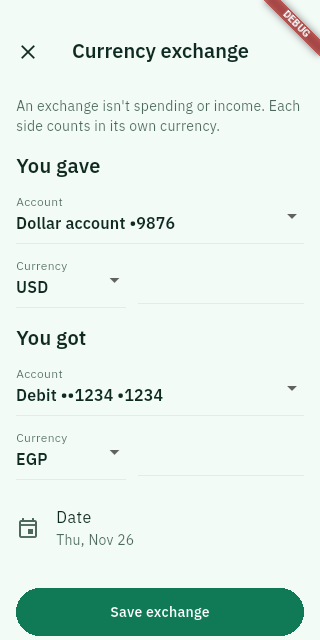 DEBUG
Currency exchange
An exchange isn't spending or income. Each
side counts in its own currency.
You gave
Account
Dollar account •9876
Currency
USD
You got
Account
Debit ••1234 •1234
Currency
EGP
Date
Thu, Nov 26
Save exchange